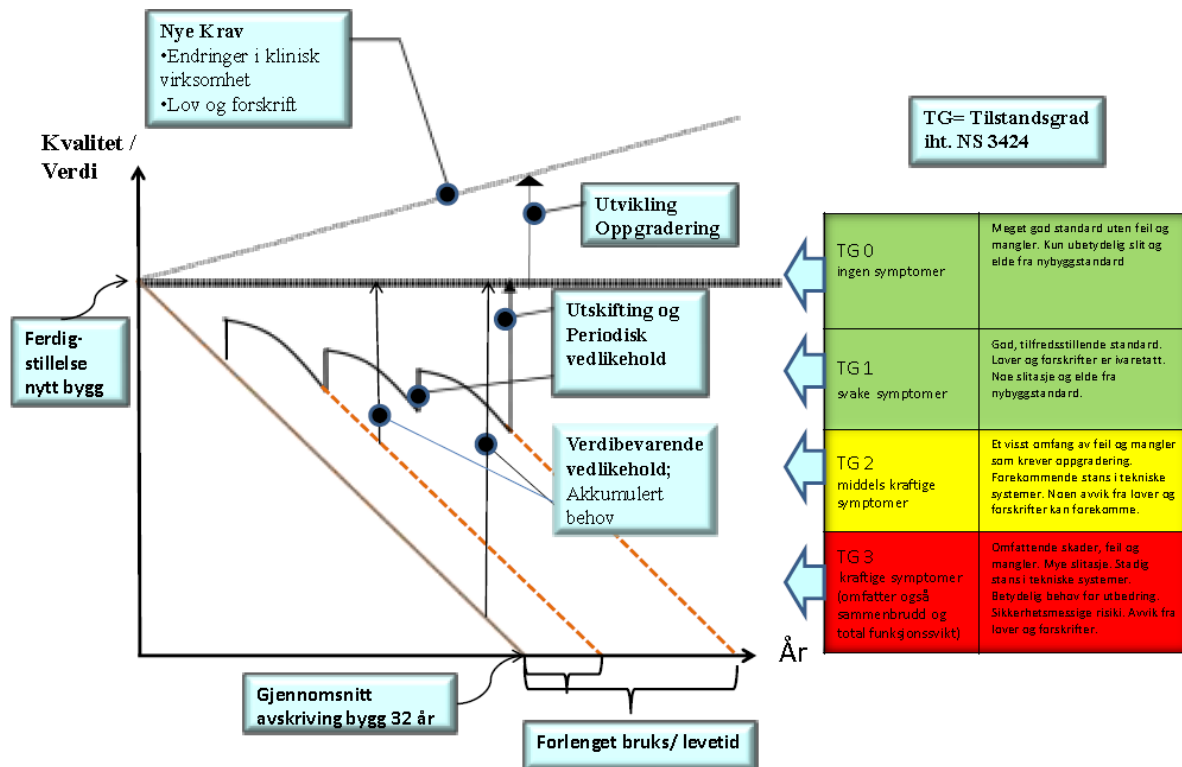 Nye Krav
•Endringer i klinisk
virksomhet
•Lov og forskrift
TG= Tilstandsgrad
iht. NS 3424
Kvalitet /
Verdi
Utvikling
Oppgradering
Ferdig-
stillelse
nytt bygg
Utskifting og
Periodisk
vedlikehold
Verdibevarende
vedlikehold;
Akkumulert
behov
År
Gjennomsnitt
avskriving bygg 32 år
Forlenget bruks/ levetid
TG 0
ingen symptomer
Meget god standard uten feil og
mangler. Kun ubetydelig slit og
elde fra nybyggstandard
TG 1
svake symptomer
God, tilfredsstillende standard.
Lover og forskrifter er ivaretatt.
Noe slitasje og elde fra
nybyggstandard.
TG 2
middels kraftige
symptomer
Et visst omfang av feil og mangler
som krever oppgradering.
Forekommende stans i tekniske
systemer. Noen avvik fra lover og
forskrifter kan forekomme.
TG 3
kraftige symptomer
(omfatter også
sammenbrudd og
total funksjonssvikt)
Omfattende skader, feil og
mangler. Mye slitasje. Stadig
stans i tekniske systemer.
Betydelig behov for utbedring.
Sikkerhetsmessige risiki. Avvik fra
lover og forskrifter.